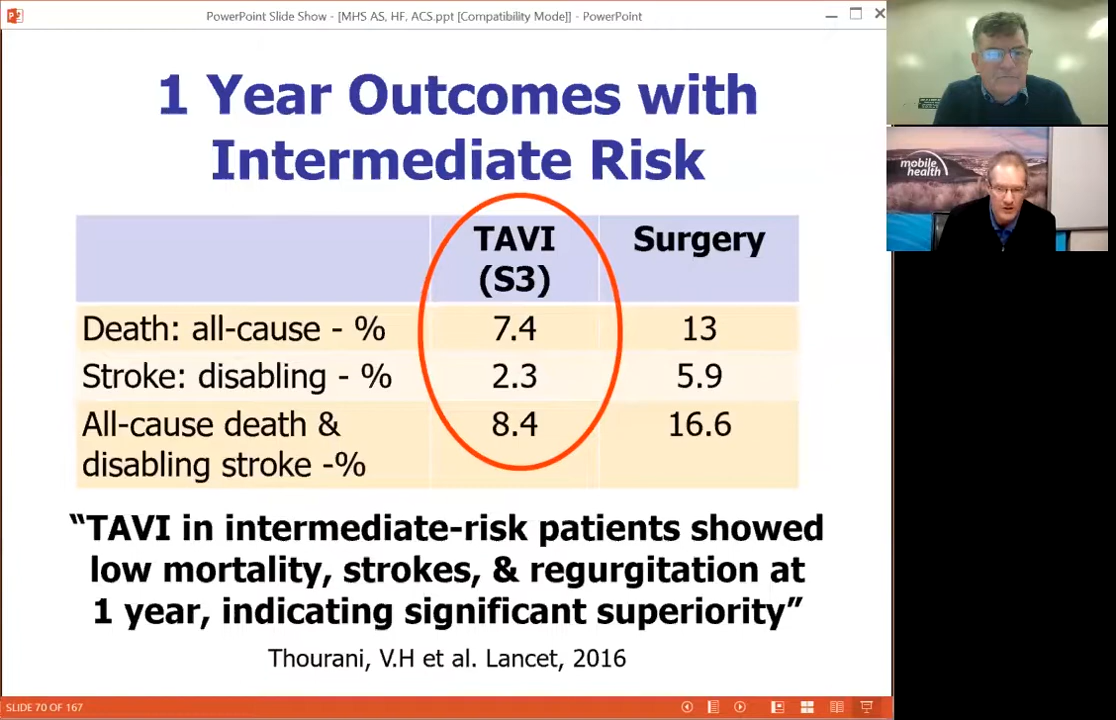 PowerPoint Slide Show - [MHS AS, HF, ACS.ppt [Compatibility Mode]] - PowerPoint
1 Year Outcomes with
Intermediate Risk
TAVI
(S3)
Surgery
Death: all-cause - % 7.4 13
Stroke: disabling - % 2.3 5.9
All-cause death & 8.4 16.6
disabling stroke -%
“TAVI in intermediate-risk patients showed
low mortality, strokes, & regurgitation at
1 year, indicating significant superiority”
Thourani, V.H et al. Lancet, 2016
SLIDE 70 OF 167
mobile
health